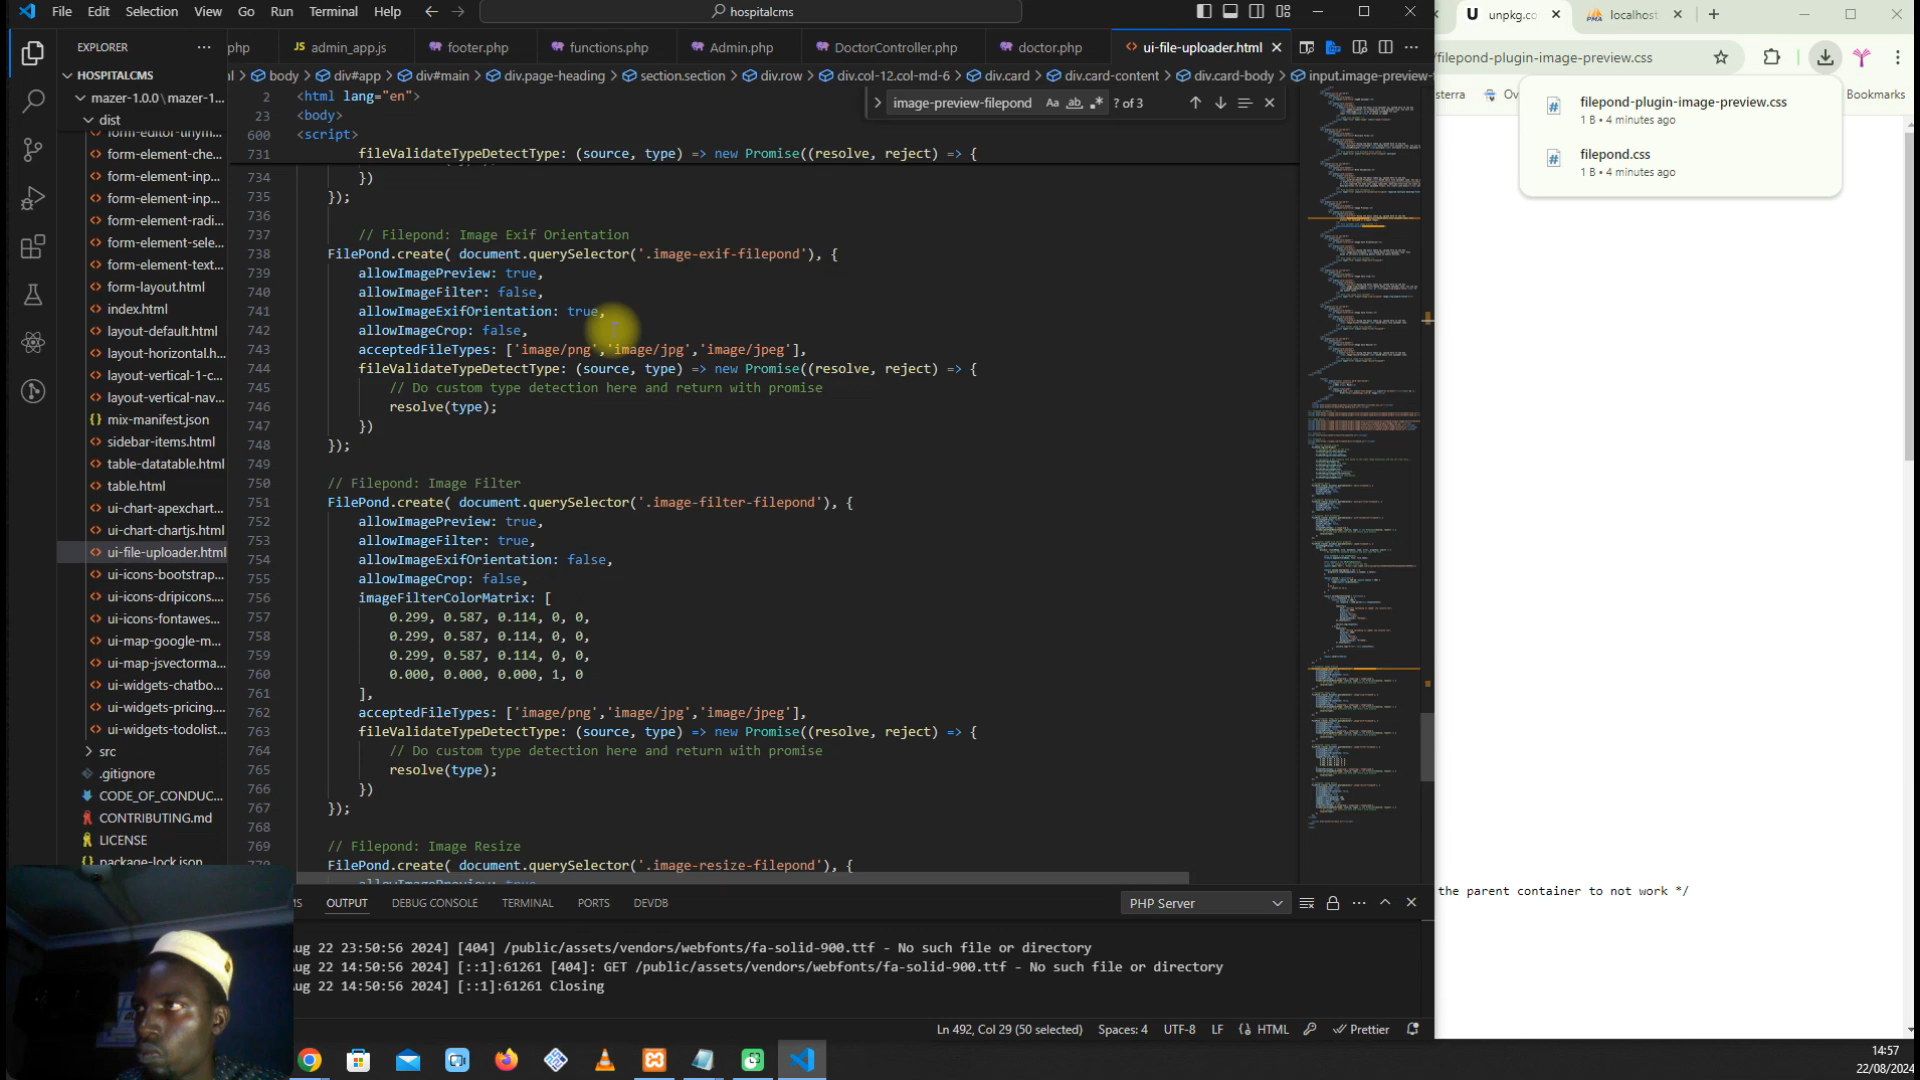 File Edit Selection View Go Run Terminal Help
hospitalcms
EXPLORER
php
admin_app.js
footer.php
functions.php
Admin.php
DoctorController.php
doctor.php
ui-file-uploader.html
HOSPITALCMS
mazer-1.0.0\mazer-1...
dist
body div#app div#main div.page-heading section.section div.row div.col-12.col-md-6 div.card div.card-content div.card-body input.image-preview-
image-preview-filepond
? of 3
2 <html lang="en">
23 <body>
600 <script>
731 fileValidateTypeDetectType: (source, type) => new Promise((resolve, reject) => {
734 })
735 });
736
737 // Filepond: Image Exif Orientation
738 FilePond.create( document.querySelector('.image-exif-filepond'), {
739 allowImagePreview: true,
740 allowImageFilter: false,
741 allowImageExifOrientation: true,
742 allowImageCrop: false,
743 acceptedFileTypes: ['image/png','image/jpg','image/jpeg'],
744 fileValidateTypeDetectType: (source, type) => new Promise((resolve, reject) => {
745 // Do custom type detection here and return with promise
746 resolve(type);
747 })
748 });
749
750 // Filepond: Image Filter
751 FilePond.create( document.querySelector('.image-filter-filepond'), {
752 allowImagePreview: true,
753 allowImageFilter: true,
754 allowImageExifOrientation: false,
755 allowImageCrop: false,
756 imageFilterColorMatrix: [
757 0.299, 0.587, 0.114, 0, 0,
758 0.299, 0.587, 0.114, 0, 0,
759 0.299, 0.587, 0.114, 0, 0,
760 0.000, 0.000, 0.000, 1, 0
761 ],
762 acceptedFileTypes: ['image/png','image/jpg','image/jpeg'],
763 fileValidateTypeDetectType: (source, type) => new Promise((resolve, reject) => {
764 // Do custom type detection here and return with promise
765 resolve(type);
766 })
767 });
768
769 // Filepond: Image Resize
FilePond.create( document.querySelector('.image-resize-filepond'), {
form-element-che...
form-element-inp...
form-element-inp...
form-element-radi...
form-element-sele...
form-element-text...
form-layout.html
index.html
layout-default.html
layout-horizontal.h...
layout-vertical-1-c...
layout-vertical-nav...
mix-manifest.json
sidebar-items.html
table-datatable.html
table.html
ui-chart-apexchart...
ui-chart-chartjs.html
ui-file-uploader.html
ui-icons-bootstrap...
ui-icons-dripicons....
ui-icons-fontawes...
ui-map-google-m...
ui-map-jsvectorma...
ui-widgets-chatbo...
ui-widgets-pricing....
ui-widgets-todolist...
src
.gitignore
CODE_OF_CONDUC...
CONTRIBUTING.md
LICENSE
package-lock.json
OUTPUT DEBUG CONSOLE TERMINAL PORTS DEVDB
PHP Server
Aug 22 23:50:56 2024] [404] /public/assets/vendors/webfonts/fa-solid-900.ttf - No such file or directory
Aug 22 14:50:56 2024] [::1]:61261 [404]: GET /public/assets/vendors/webfonts/fa-solid-900.ttf - No such file or directory
Aug 22 14:50:56 2024] [::1]:61261 Closing
Ln 492, Col 29 (50 selected) Spaces: 4 UTF-8 LF HTML Prettier
unpkg.co
localhost
/filepond-plugin-image-preview.css
Bookmarks
filepond-plugin-image-preview.css
1 B • 4 minutes ago
filepond.css
1 B • 4 minutes ago
the parent container to not work */
14:57
22/08/2024